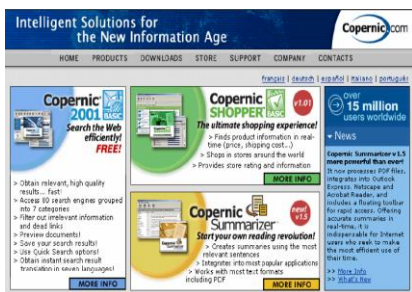 Intelligent Solutions for
the New Information Age
Copernic.com
HOME PRODUCTS DOWNLOADS STORE SUPPORT COMPANY CONTACTS
français | deutsch | español | italiano | português
Copernic
2001 BASIC
Search the Web
efficiently!
FREE!
> Obtain relevant, high quality
results... fast!
> Access 80 search engines grouped
into 7 categories
> Filter out irrelevant information
and dead links
> Preview documents!
> Save your search results!
> Use Quick Search options!
> Obtain instant search result
translation in seven languages!
MORE INFO
Copernic
SHOPPER BASIC
v1.01
The ultimate shopping experience!
> Finds product information in real-
time (price, shipping cost...)
> Shops in stores around the world
> Provides store rating and information
MORE INFO
Copernic
Summarizer
new!
v1.5
Start your own reading revolution!
> Creates summaries using the most
relevant sentences
> Integrates into most popular applications
> Works with most text formats
including PDF
MORE INFO
over
15 million
users worldwide
News
Copernic Summarizer v1.5
more powerful than ever!
It now processes PDF files,
integrates into Outlook
Express, Netscape and
Acrobat Reader, and
includes a floating toolbar
for rapid access. Offering
accurate summaries in
real-time, it is
indispensable for Internet
users who seek to make
the most efficient use of
their time.
>> More Info
>> What's New